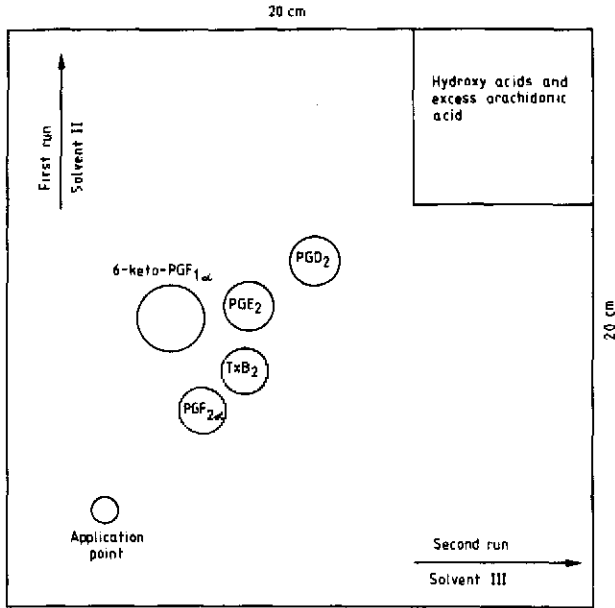 20 cm
First run
Solvent II
Hydroxy acids and
excess arachidonic
acid
PGD2
6-keto-PGF1α
PGE2
20 cm
TxB2
PGF2α
Application
point
Second run
Solvent III